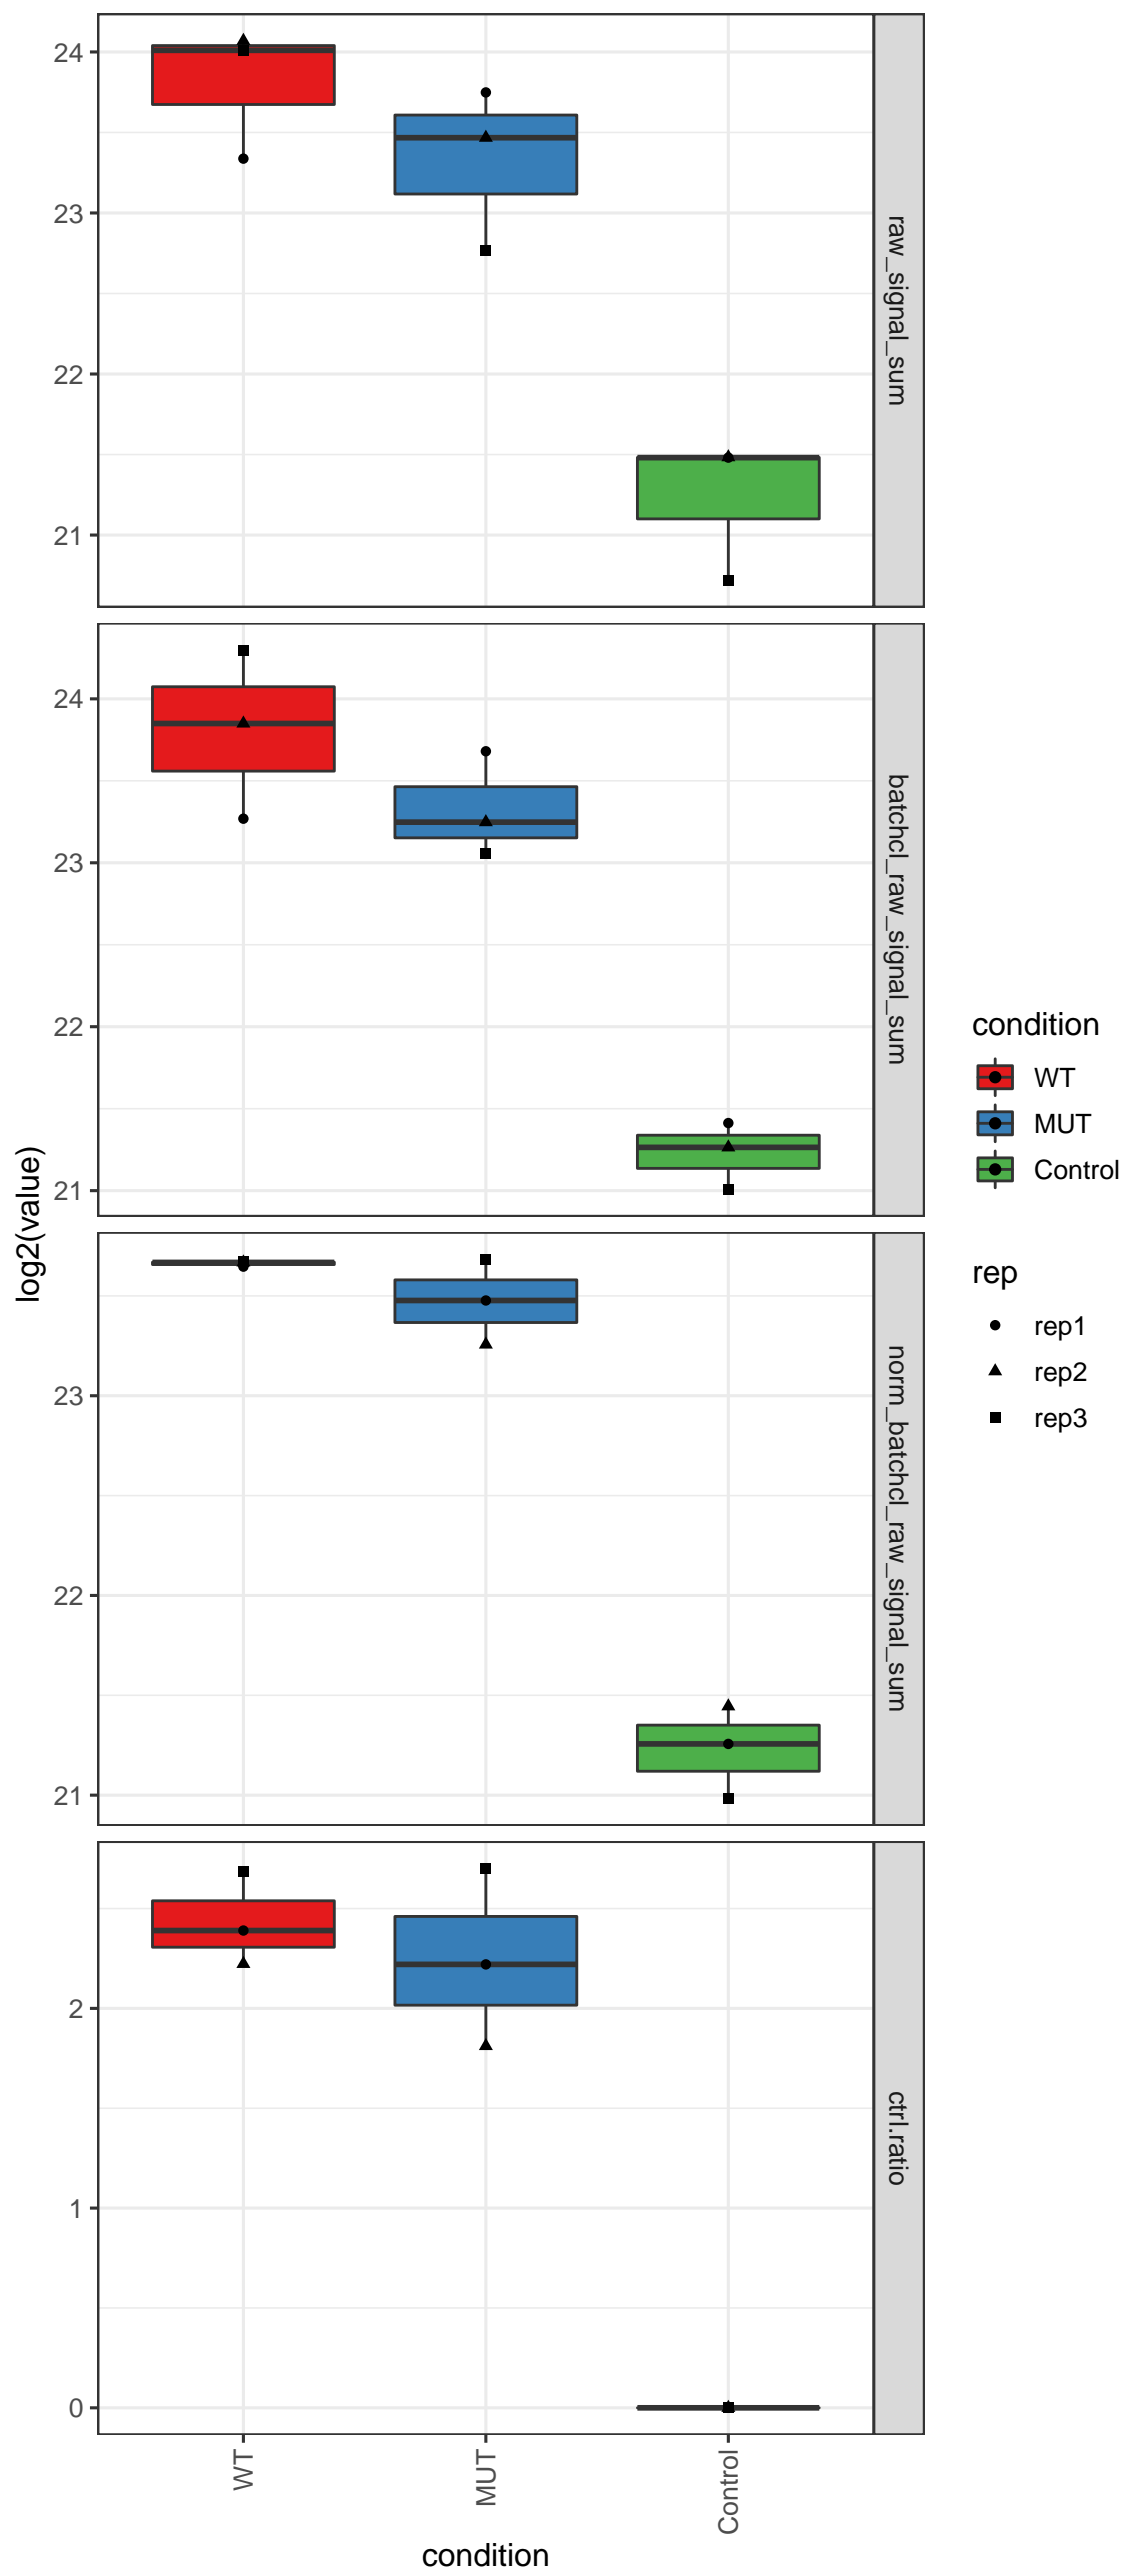 24
23
22
21
raw_signal_sum
24
23
22
21
batchcl_raw_signal_sum
23
22
21
norm_batchcl_raw_signal_sum
2
1
0
ctrl.ratio
log2(value)
WT
MUT
Control
condition
condition
WT
MUT
Control
rep
rep1
rep2
rep3